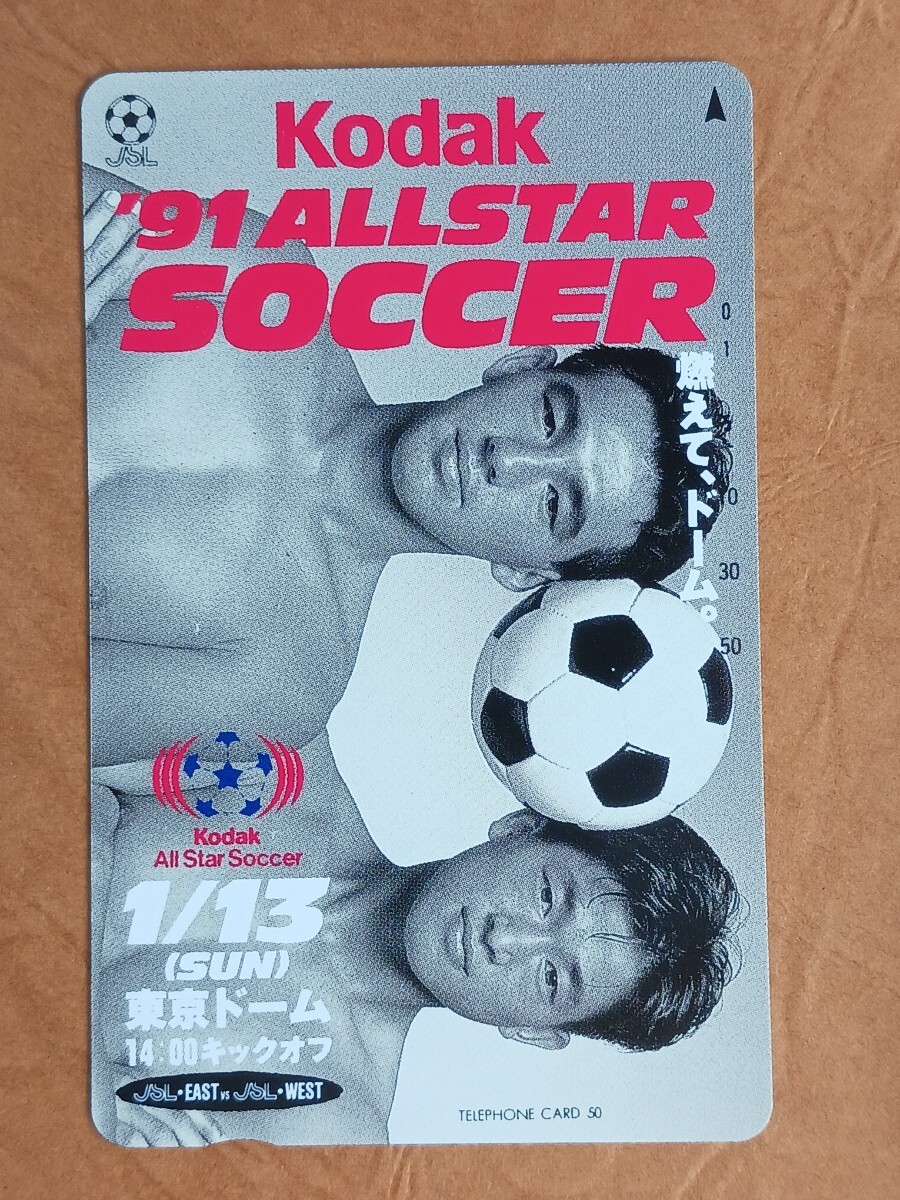 JSL
Kodak
'91 ALLSTAR
SOCCER
0
1
燃えて、ドーム。
30
50
Kodak
All Star Soccer
1/13
(SUN)
東京ドーム
14:00キックオフ
JSL・EAST vs JSL・WEST
TELEPHONE CARD 50